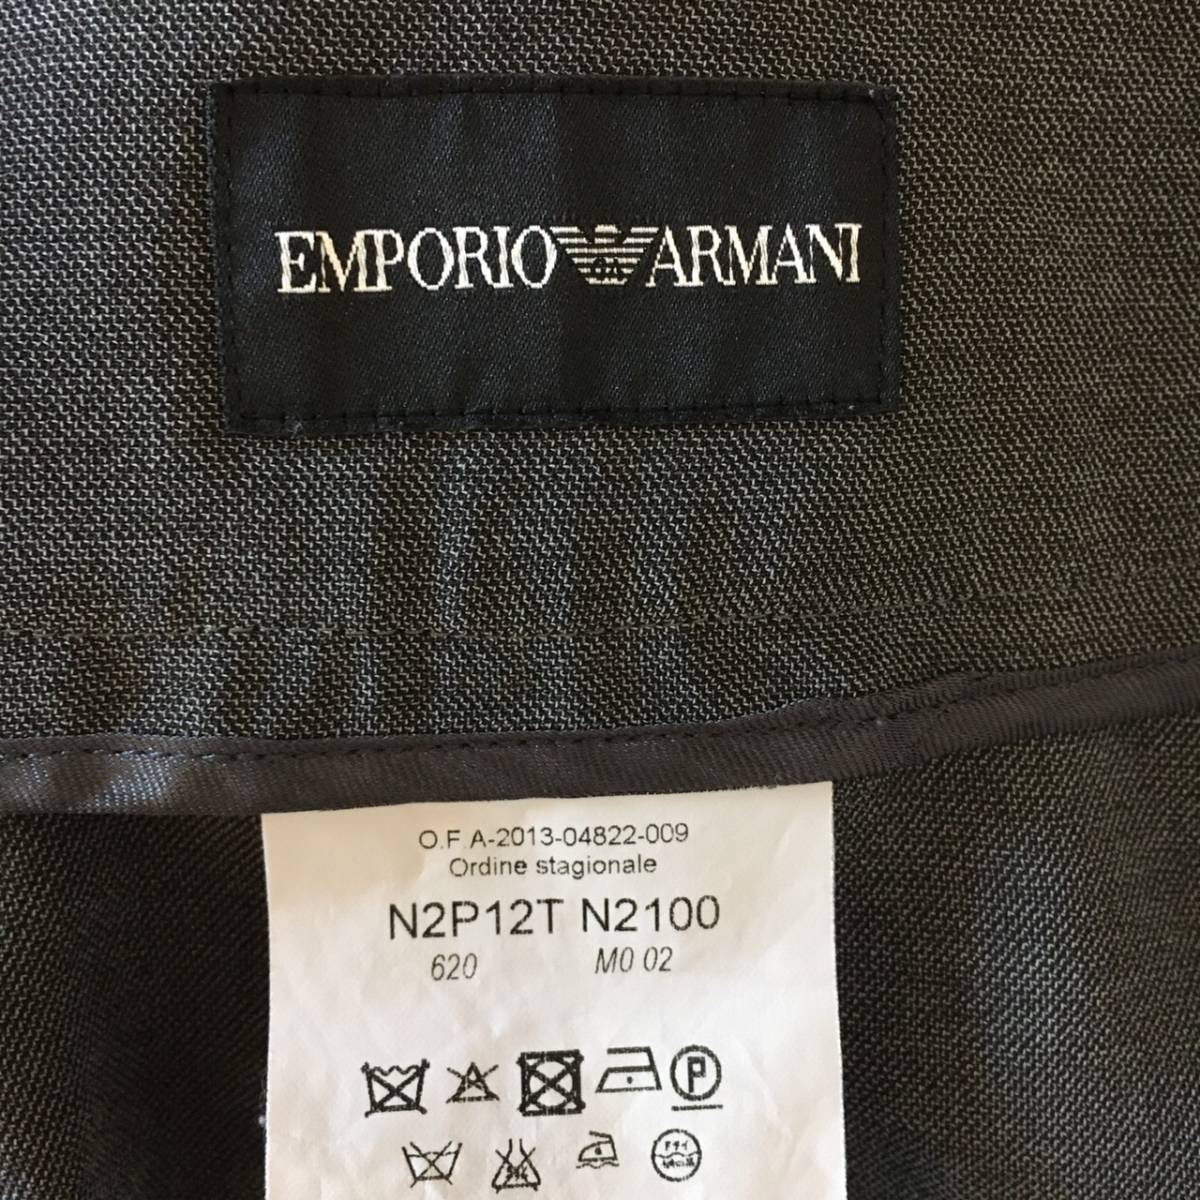 EMPORIO ARMANI
O.F.A-2013-04822-009
Ordine stagionale
N2P12T N2100
620 M0 02
P